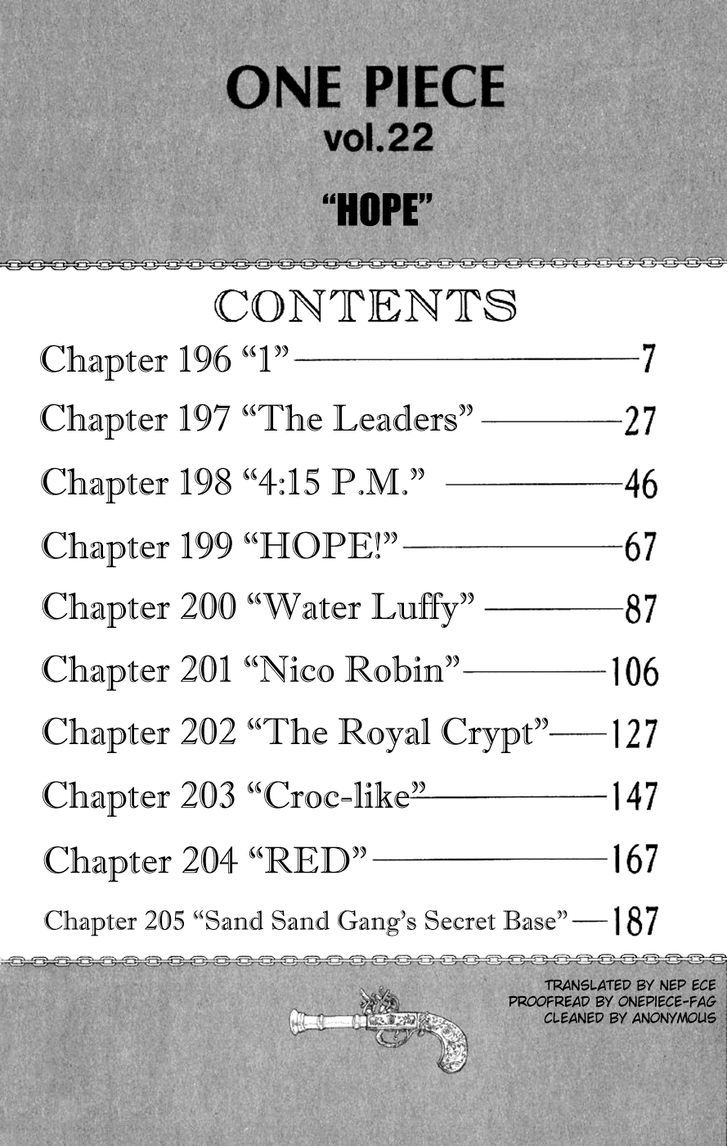 ONE PIECE
vol.22
“HOPE”
CONTENTS
Chapter 196 “1” 7
Chapter 197 “The Leaders” 27
Chapter 198 “4:15 P.M.” 46
Chapter 199 “HOPE!” 67
Chapter 200 “Water Luffy” 87
Chapter 201 “Nico Robin” 106
Chapter 202 “The Royal Crypt” 127
Chapter 203 “Croc-like” 147
Chapter 204 “RED” 167
Chapter 205 “Sand Sand Gang’s Secret Base” 187
TRANSLATED BY NEP ECE
PROOFREAD BY ONEPIECE-FAG
CLEANED BY ANONYMOUS